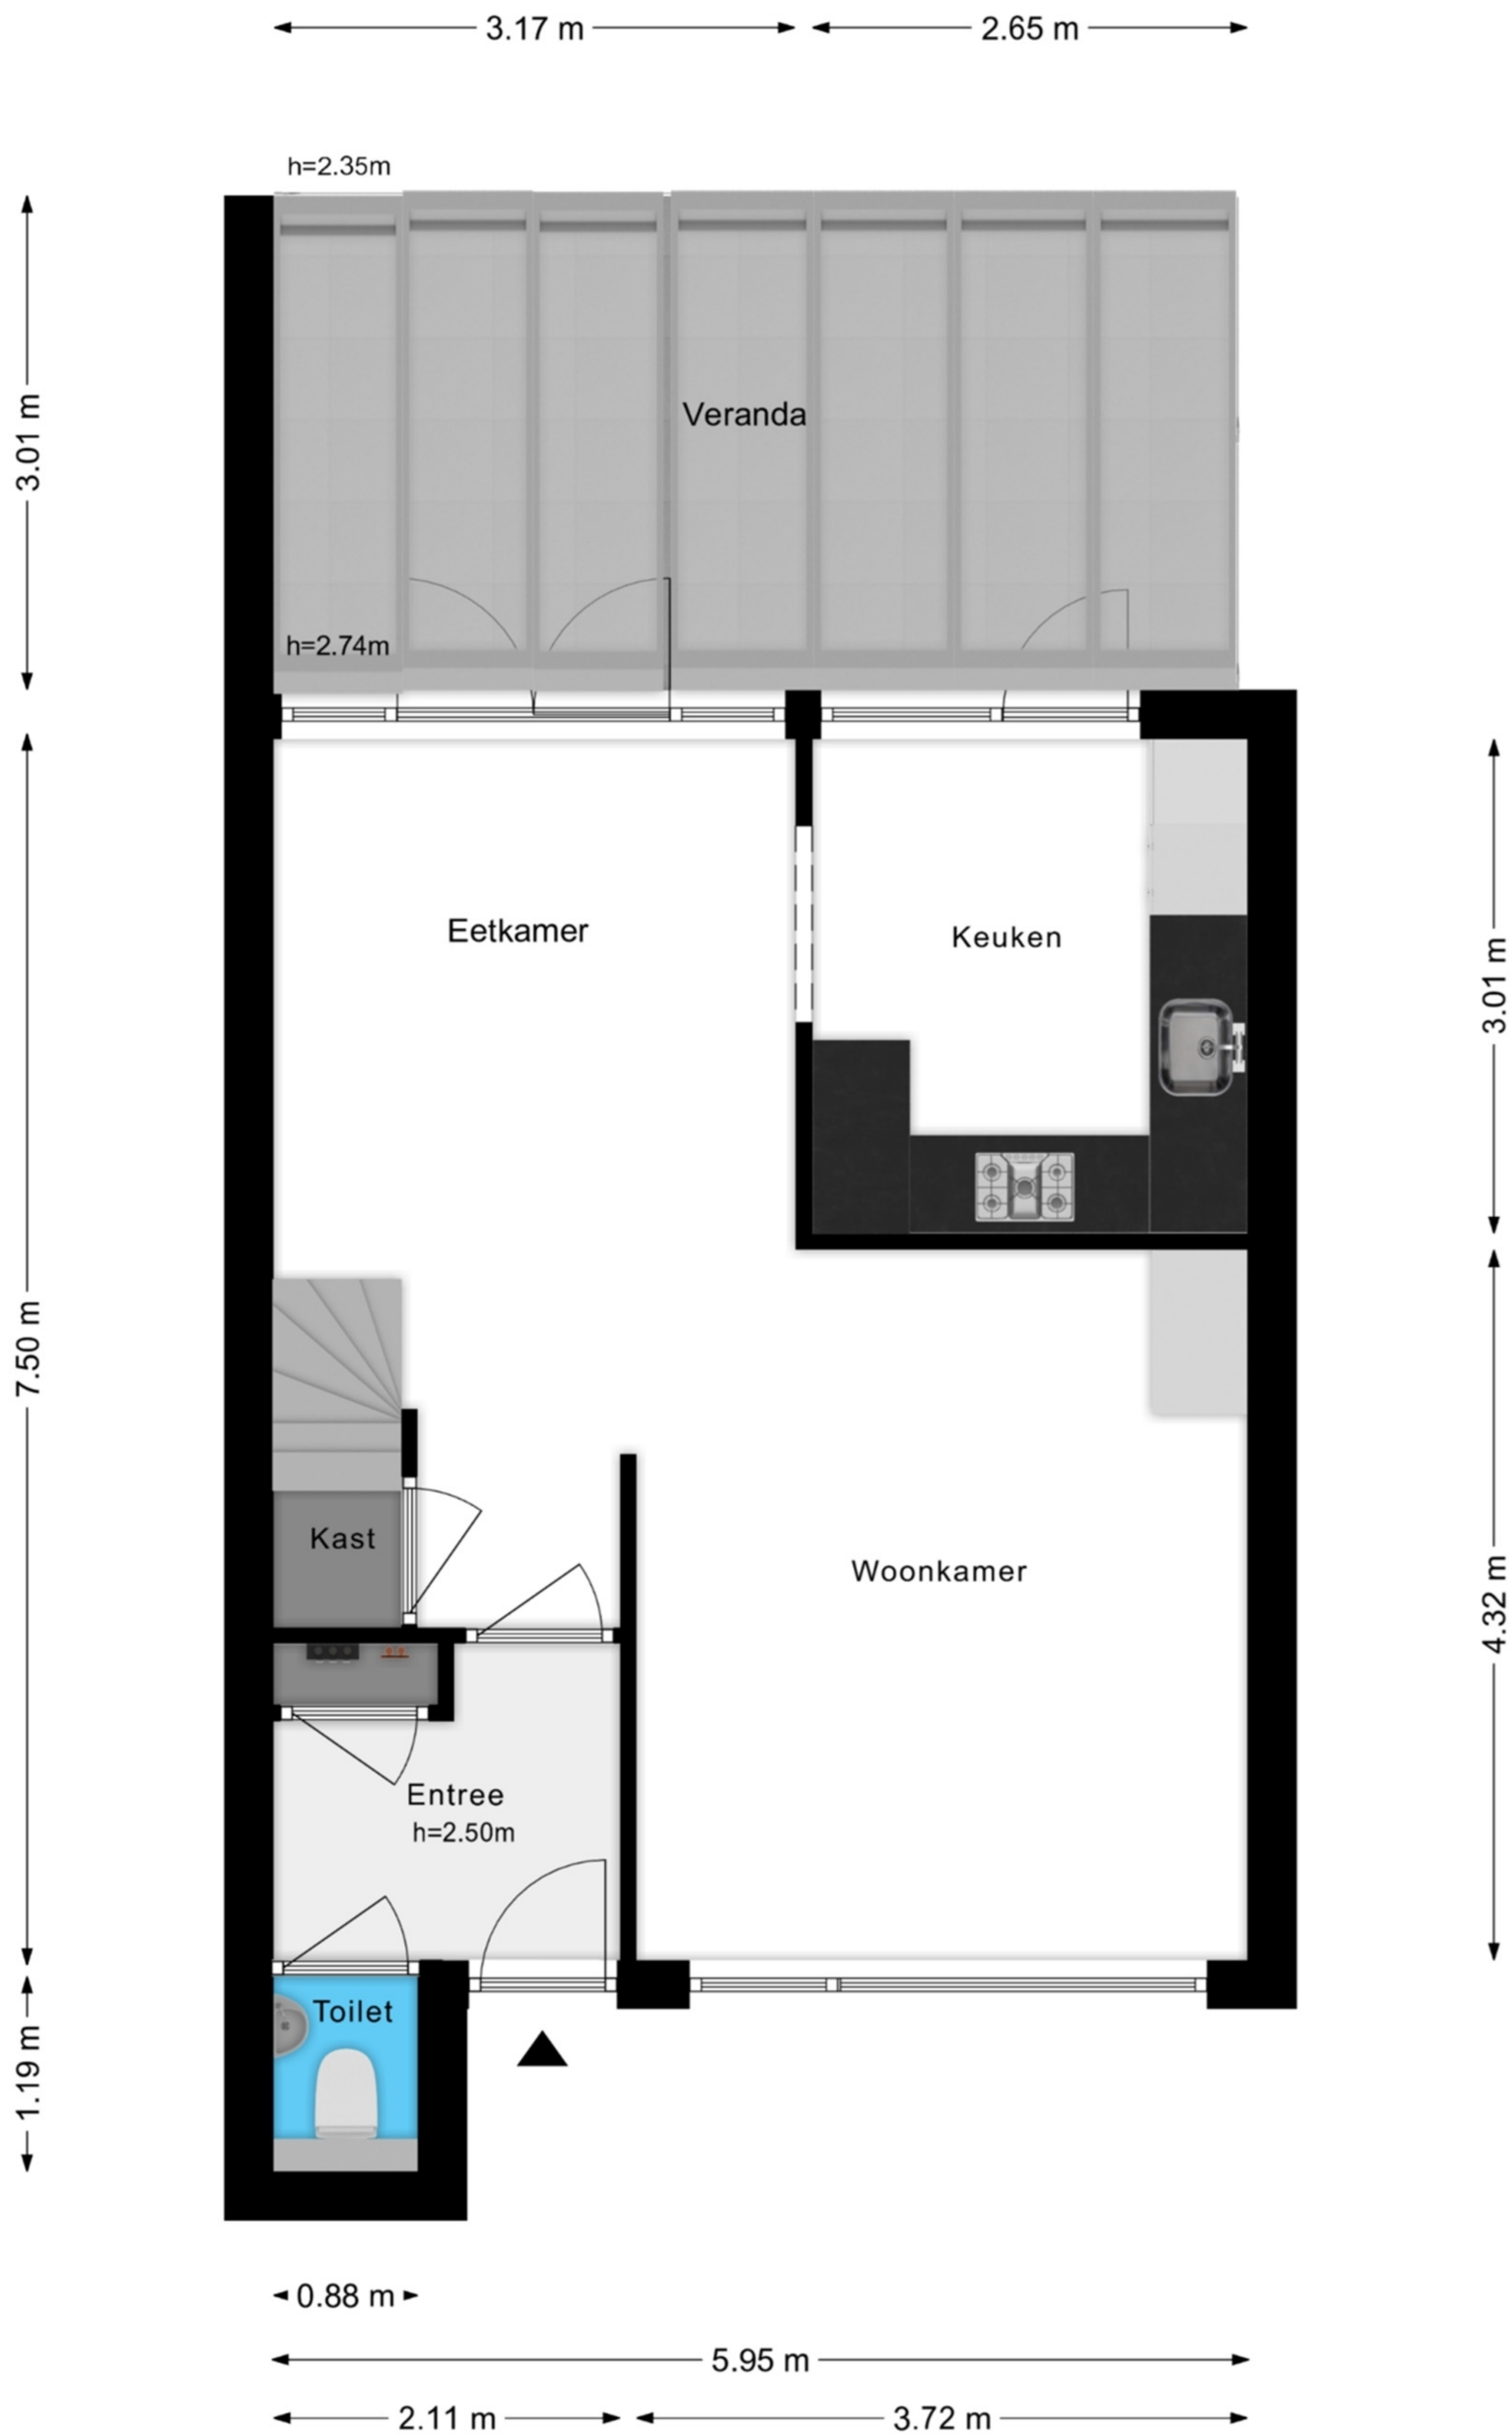 3.17 m
2.65 m
h=2.35m
3.01 m
Veranda
h=2.74m
Eetkamer
Keuken
3.01 m
7.50 m
Kast
Woonkamer
4.32 m
Entree
h=2.50m
Toilet
1.19 m
0.88 m
5.95 m
2.11 m
3.72 m